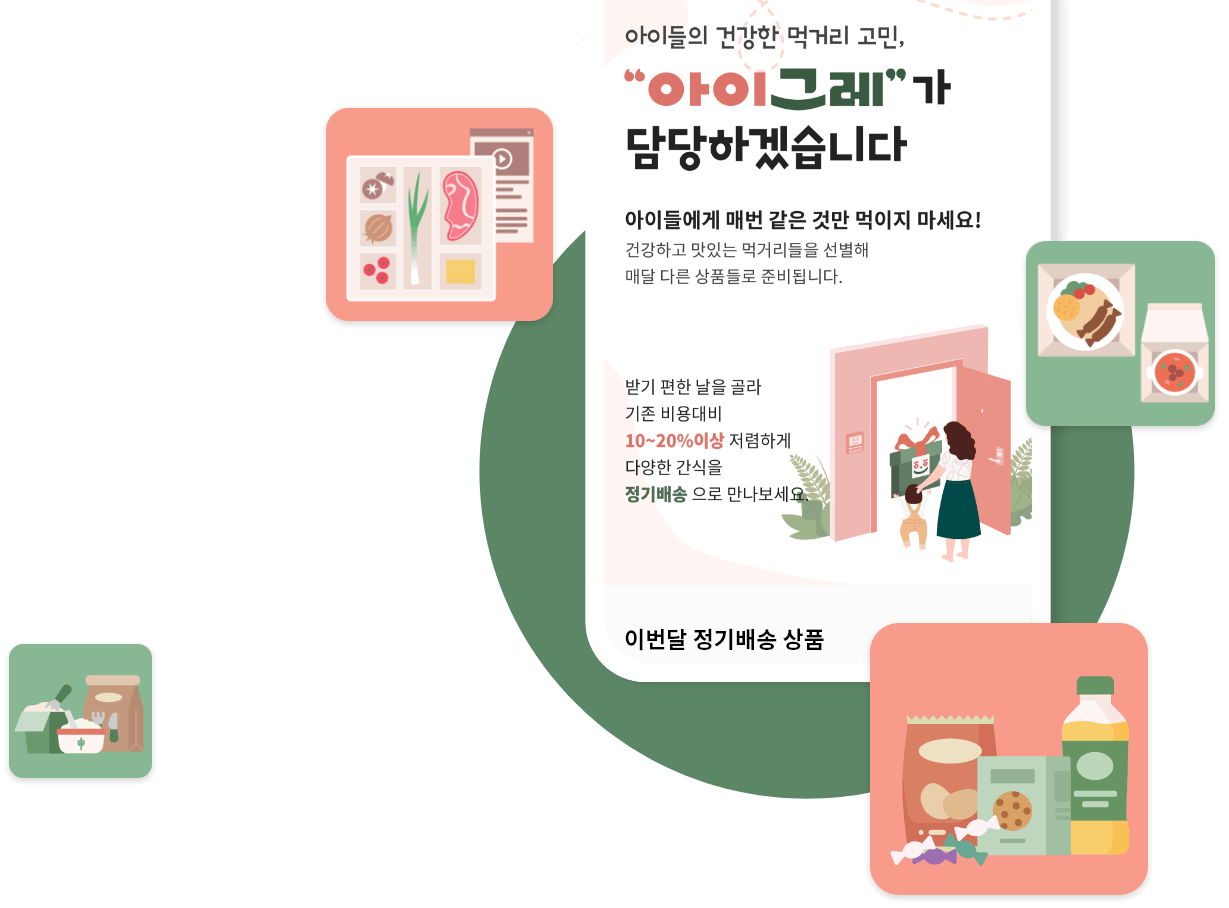 아이들의 건강한 먹거리 고민,
“아이그레”가
담당하겠습니다
아이들에게 매번 같은 것만 먹이지 마세요!
건강하고 맛있는 먹거리들을 선별해
매달 다른 상품들로 준비됩니다.
받기 편한 날을 골라
기존 비용대비
10~20%이상 저렴하게
다양한 간식을
정기배송 으로 만나보세요.
이번달 정기배송 상품